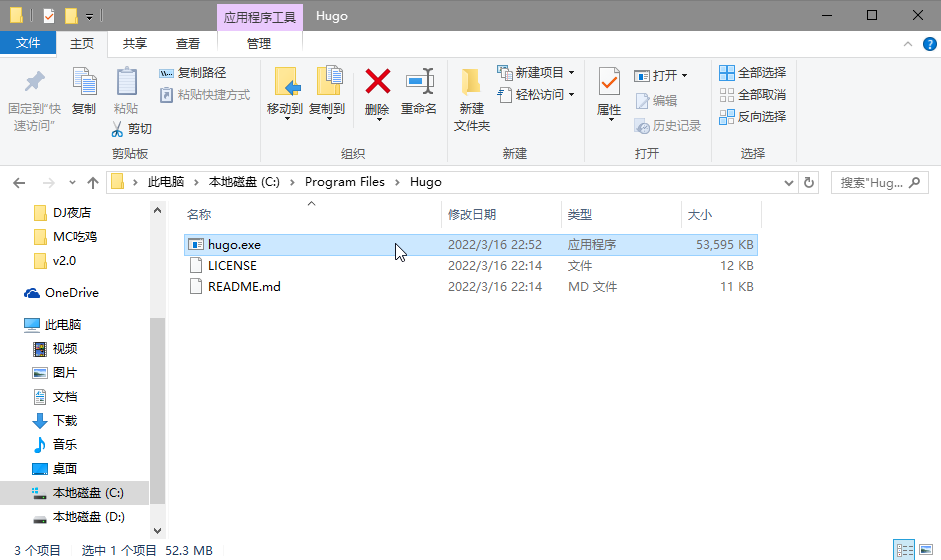 应用程序工具 Hugo
文件 主页 共享 查看 管理
固定到“快速访问”
复制
粘贴
复制路径
粘贴快捷方式
剪切
剪贴板
移动到 复制到 删除 重命名
组织
新建文件夹
新建项目
轻松访问
新建
属性
打开
编辑
历史记录
打开
全部选择
全部取消
反向选择
选择
此电脑 本地磁盘 (C:) Program Files Hugo
搜索"Hug...
DJ夜店
MC吃鸡
v2.0
OneDrive
此电脑
视频
图片
文档
下载
音乐
桌面
本地磁盘 (C:)
本地磁盘 (D:)
名称 修改日期 类型 大小
hugo.exe 2022/3/16 22:52 应用程序 53,595 KB
LICENSE 2022/3/16 22:14 文件 12 KB
README.md 2022/3/16 22:14 MD 文件 11 KB
3 个项目 选中 1 个项目 52.3 MB